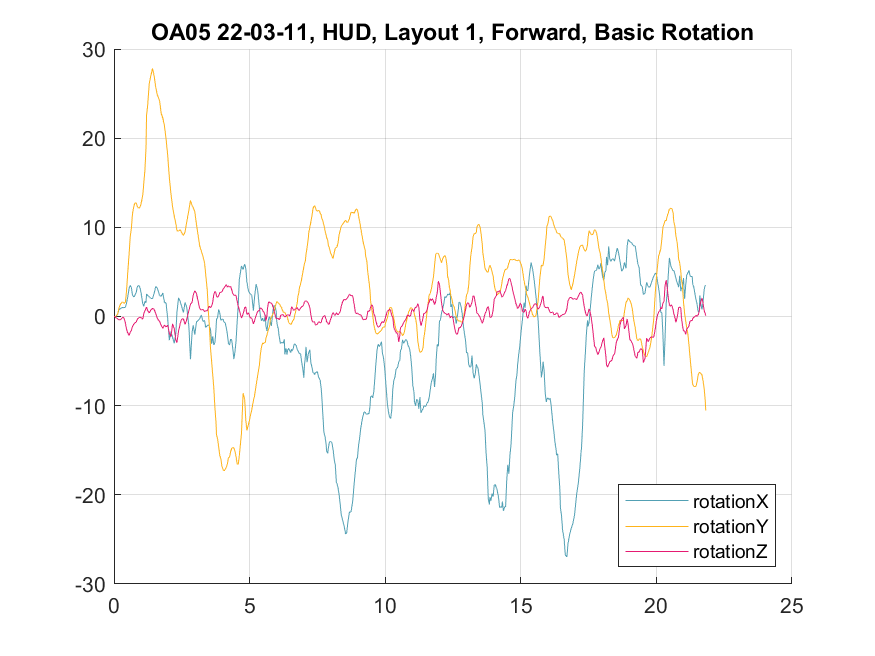 OA05 22-03-11, HUD, Layout 1, Forward, Basic Rotation
30
20
10
0
-10
-20
-30
0 5 10 15 20 25
rotationX
rotationY
rotationZ